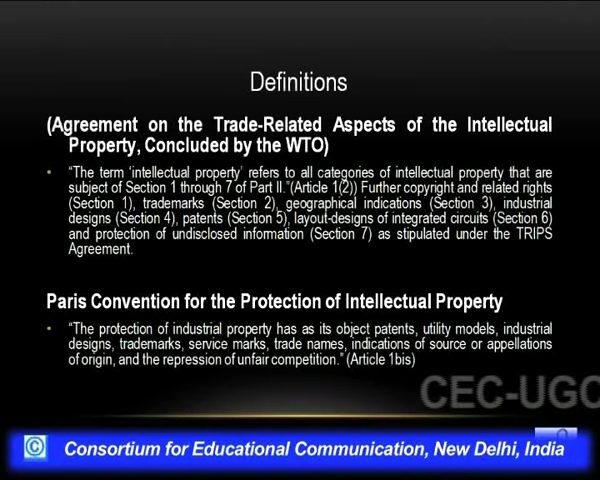 Definitions
(Agreement on the Trade-Related Aspects of the Intellectual
Property, Concluded by the WTO)
• “The term ‘intellectual property’ refers to all categories of intellectual property that are
subject of Section 1 through 7 of Part II.”(Article 1(2)) Further copyright and related rights
(Section 1), trademarks (Section 2), geographical indications (Section 3), industrial
designs (Section 4), patents (Section 5), layout-designs of integrated circuits (Section 6)
and protection of undisclosed information (Section 7) as stipulated under the TRIPS
Agreement.
Paris Convention for the Protection of Intellectual Property
• “The protection of industrial property has as its object patents, utility models, industrial
designs, trademarks, service marks, trade names, indications of source or appellations
of origin, and the repression of unfair competition.” (Article 1bis)
CEC-UGC
© Consortium for Educational Communication, New Delhi, India